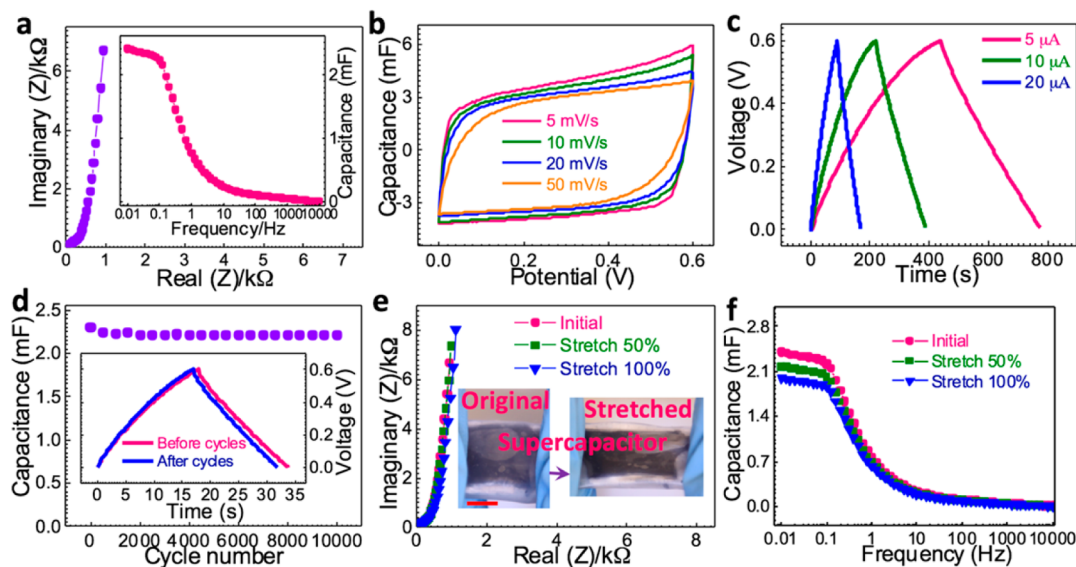 a
Imaginary (Z)/kΩ
6
4
2
0
0 1 2 3 4 5 6 7
Real (Z)/kΩ
0.01 0.1 1 10 100 1000 10000
Frequency/Hz
2
1
0
Capacitance (mF)
b
Capacitance (mF)
6
3
0
-3
5 mV/s
10 mV/s
20 mV/s
50 mV/s
0.0 0.2 0.4 0.6
Potential (V)
c
Voltage (V)
0.6
0.4
0.2
0.0
5 μA
10 μA
20 μA
0 200 400 600 800
Time (s)
d
Capacitance (mF)
2.5
2.0
1.5
1.0
0.5
0.0
Before cycles
After cycles
0 5 10 15 20 25 30 35
Time (s)
0.6
0.4
0.2
0.0
Voltage (V)
0 2000 4000 6000 8000 10000
Cycle number
e
Imaginary (Z)/kΩ
8
6
4
2
0
Initial
Stretch 50%
Stretch 100%
Original
Stretched
Supercapacitor
0 2 4 6 8
Real (Z)/kΩ
f
Capacitance (mF)
2.8
2.1
1.4
0.7
0.0
Initial
Stretch 50%
Stretch 100%
0.01 0.1 1 10 100 1000 10000
Frequency (Hz)